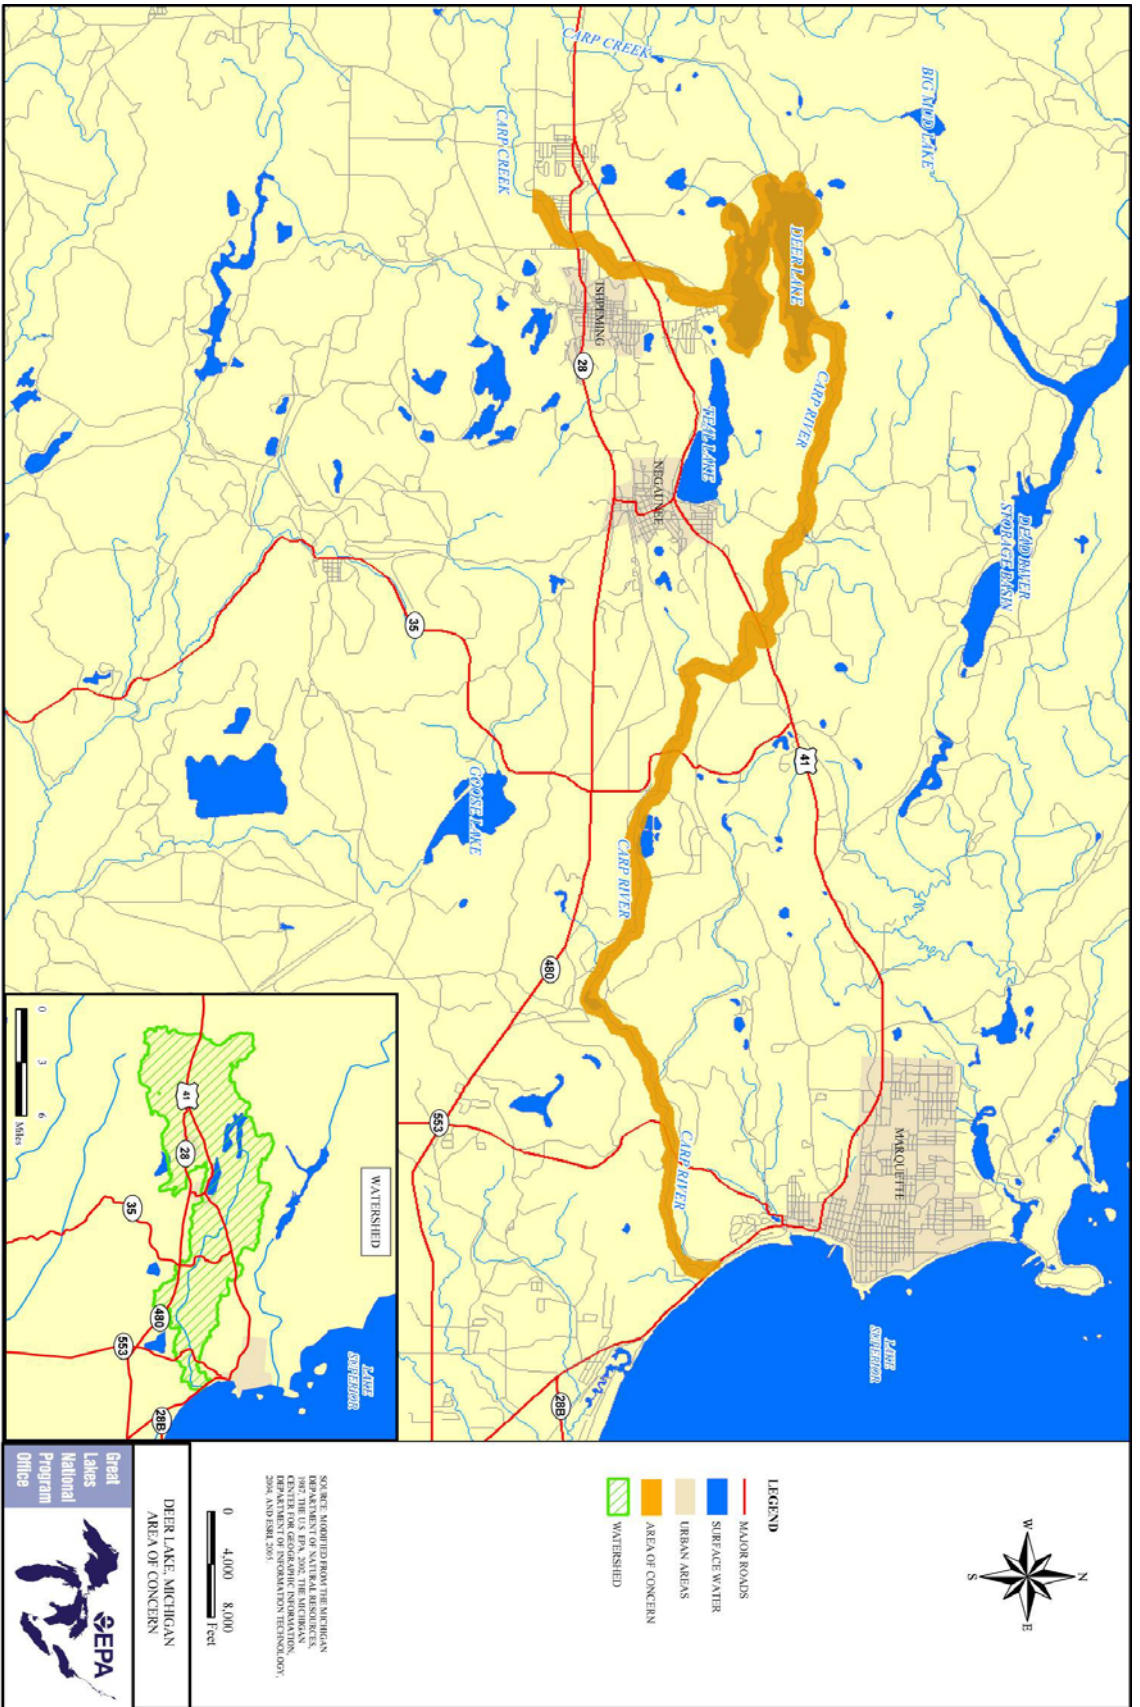 BIG MUD LAKE
DEAD RIVER
STORAGE BASIN
DEER LAKE
CARP RIVER
CARP CREEK
CARP CREEK
TEAL LAKE
ISHPEMING
NEGAUNEE
28
41
35
GOOSE LAKE
CARP RIVER
480
MARQUETTE
CARP RIVER
553
LAKE
SUPERIOR
28B
WATERSHED
LAKE
SUPERIOR
41
28
35
480
553
28B
0 3 6
Miles
W N E S
LEGEND
MAJOR ROADS
SURFACE WATER
URBAN AREAS
AREA OF CONCERN
WATERSHED
SOURCE: MODIFIED FROM THE MICHIGAN
DEPARTMENT OF NATURAL RESOURCES,
1987, THE U.S. EPA, 2002, THE MICHIGAN
CENTER FOR GEOGRAPHIC INFORMATION,
DEPARTMENT OF INFORMATION TECHNOLOGY,
2004, AND ESRI, 2005.
0 4,000 8,000
Feet
DEER LAKE, MICHIGAN
AREA OF CONCERN
Great
Lakes
National
Program
Office
EPA